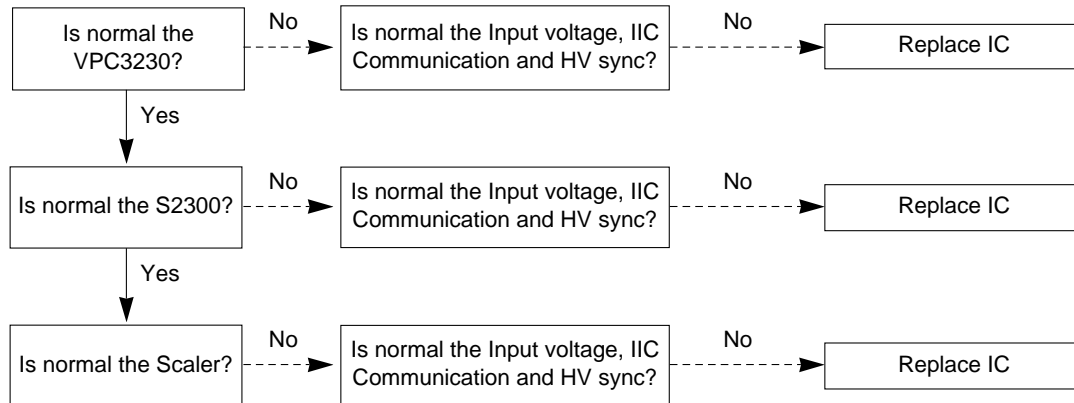 Is normal the
VPC3230?
No
Is normal the Input voltage, IIC
Communication and HV sync?
No
Replace IC
Yes
Is normal the S2300?
No
Is normal the Input voltage, IIC
Communication and HV sync?
No
Replace IC
Yes
Is normal the Scaler?
No
Is normal the Input voltage, IIC
Communication and HV sync?
No
Replace IC